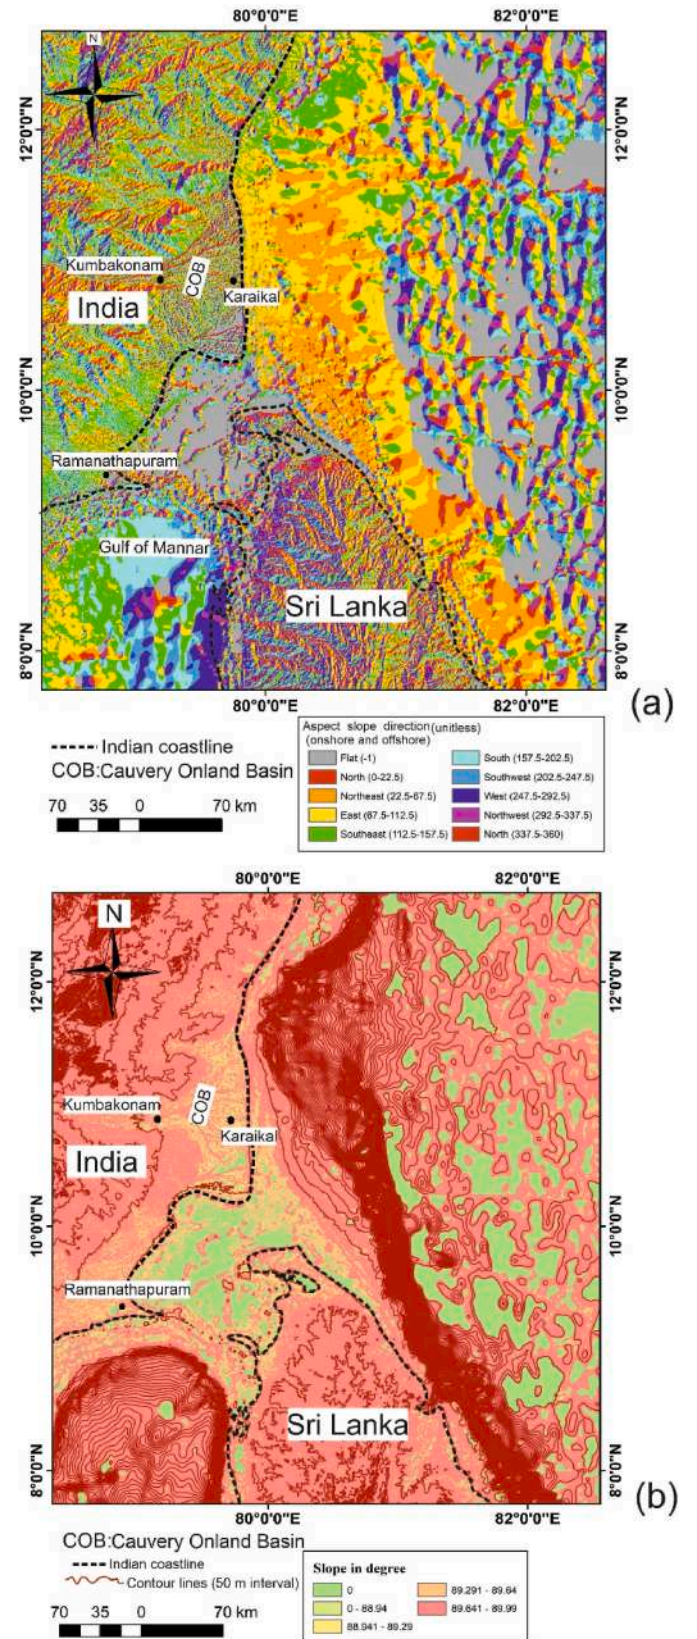 80°0'0"E 82°0'0"E
N
12°0'0"N 12°0'0"N
Kumbakonam
COB
India
Karaikal
10°0'0"N 10°0'0"N
Ramanathapuram
Gulf of Mannar
Sri Lanka
8°0'0"N 8°0'0"N
80°0'0"E 82°0'0"E
(a)
Indian coastline
COB:Cauvery Onland Basin
70 35 0 70 km
Aspect slope direction (unitless)
(onshore and offshore)
Flat (-1)
North (0-22.5)
Northeast (22.5-67.5)
East (67.5-112.5)
Southeast (112.5-157.5)
South (157.5-202.5)
Southwest (202.5-247.5)
West (247.5-292.5)
Northwest (292.5-337.5)
North (337.5-360)
80°0'0"E 82°0'0"E
N
12°0'0"N 12°0'0"N
Kumbakonam
COB
Karaikal
India
10°0'0"N 10°0'0"N
Ramanathapuram
Sri Lanka
8°0'0"N 8°0'0"N
80°0'0"E 82°0'0"E
(b)
COB:Cauvery Onland Basin
Indian coastline
Contour lines (50 m interval)
70 35 0 70 km
Slope in degree
0
0 - 88.94
88.941 - 89.29
89.291 - 89.64
89.641 - 89.99